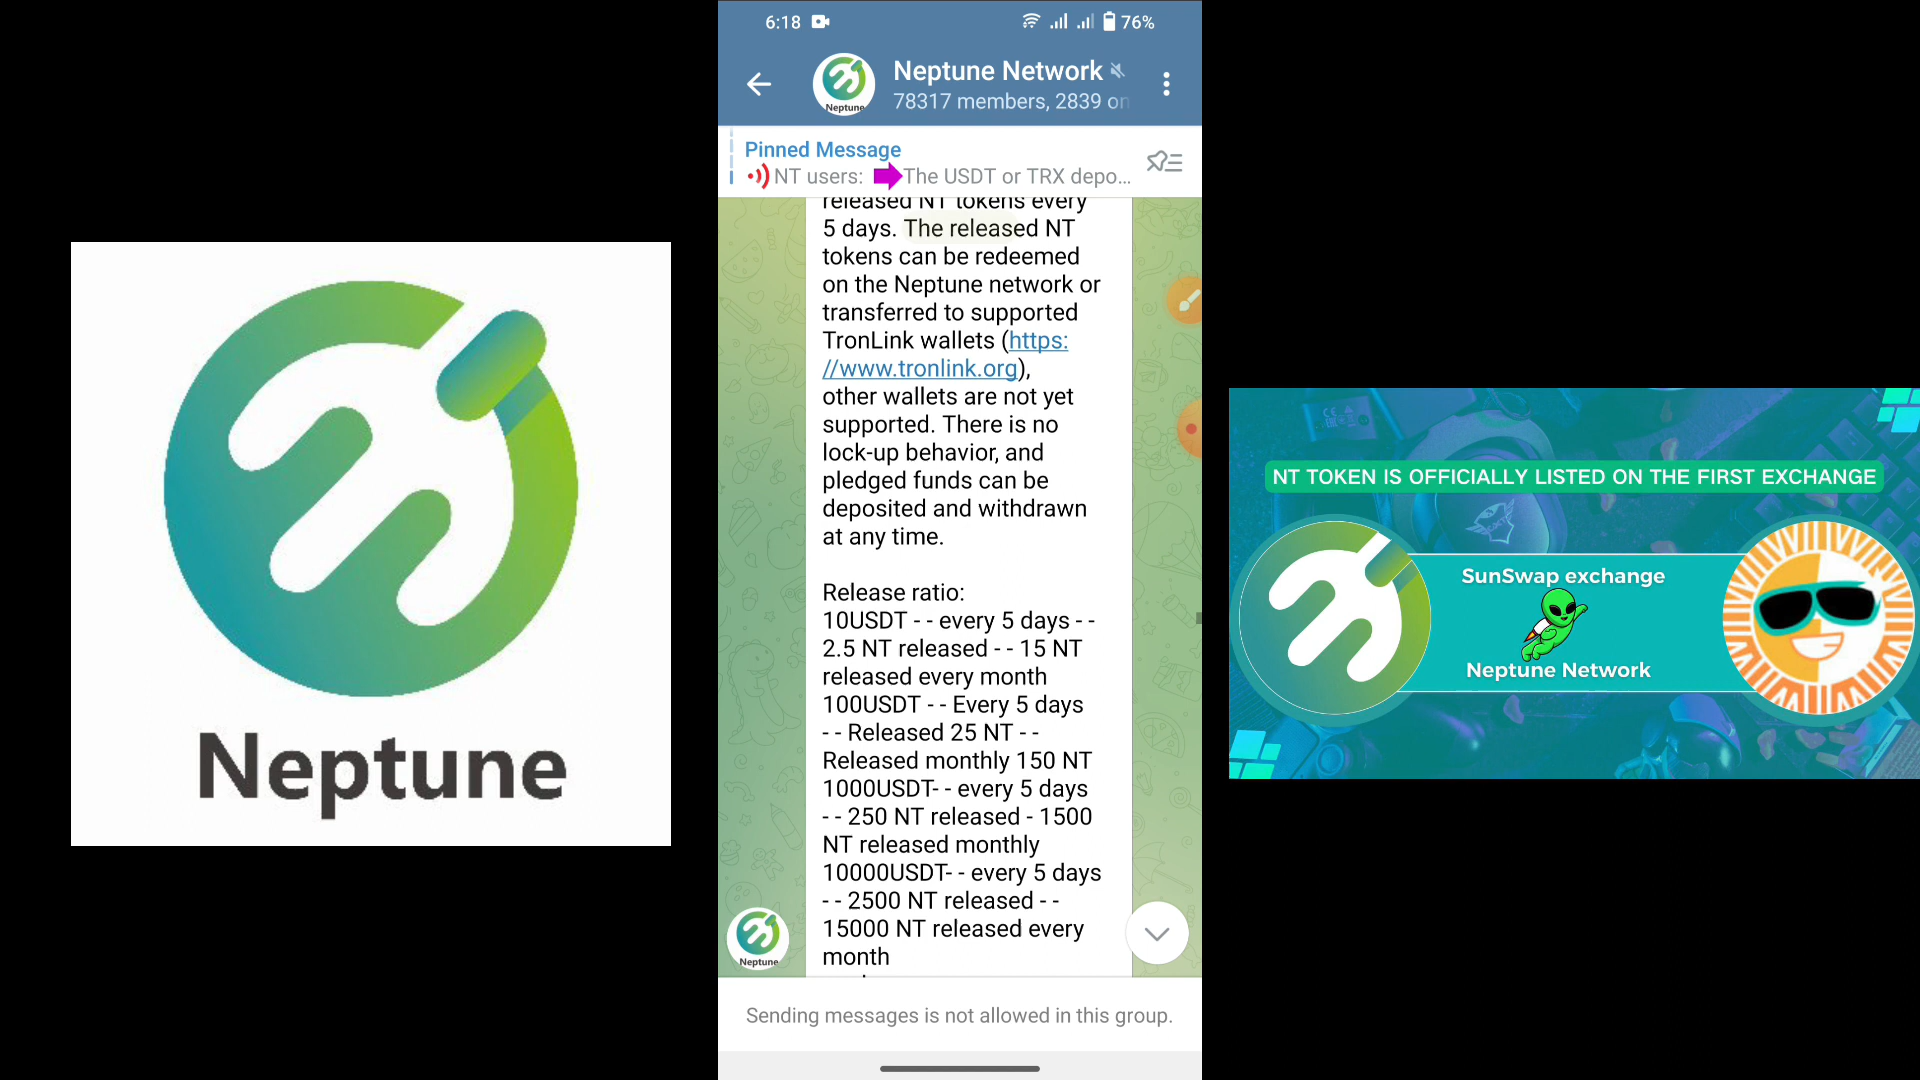 Neptune
6:18
76%
Neptune Network
78317 members, 2839 on
Neptune
Pinned Message
NT users: The USDT or TRX depo...
released NT tokens every
5 days. The released NT
tokens can be redeemed
on the Neptune network or
transferred to supported
TronLink wallets (https:
//www.tronlink.org),
other wallets are not yet
supported. There is no
lock-up behavior, and
pledged funds can be
deposited and withdrawn
at any time.
Release ratio:
10USDT - - every 5 days - -
2.5 NT released - - 15 NT
released every month
100USDT - - Every 5 days
- - Released 25 NT - -
Released monthly 150 NT
1000USDT- - every 5 days
- - 250 NT released - 1500
NT released monthly
10000USDT- - every 5 days
- - 2500 NT released - -
15000 NT released every
month
Neptune
Sending messages is not allowed in this group.
NT TOKEN IS OFFICIALLY LISTED ON THE FIRST EXCHANGE
SunSwap exchange
Neptune Network